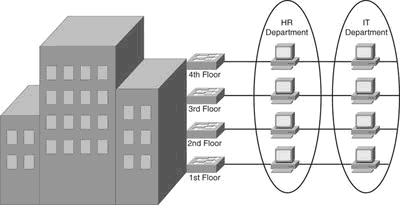 HR
Department
IT
Department
4th Floor
3rd Floor
2nd Floor
1st Floor